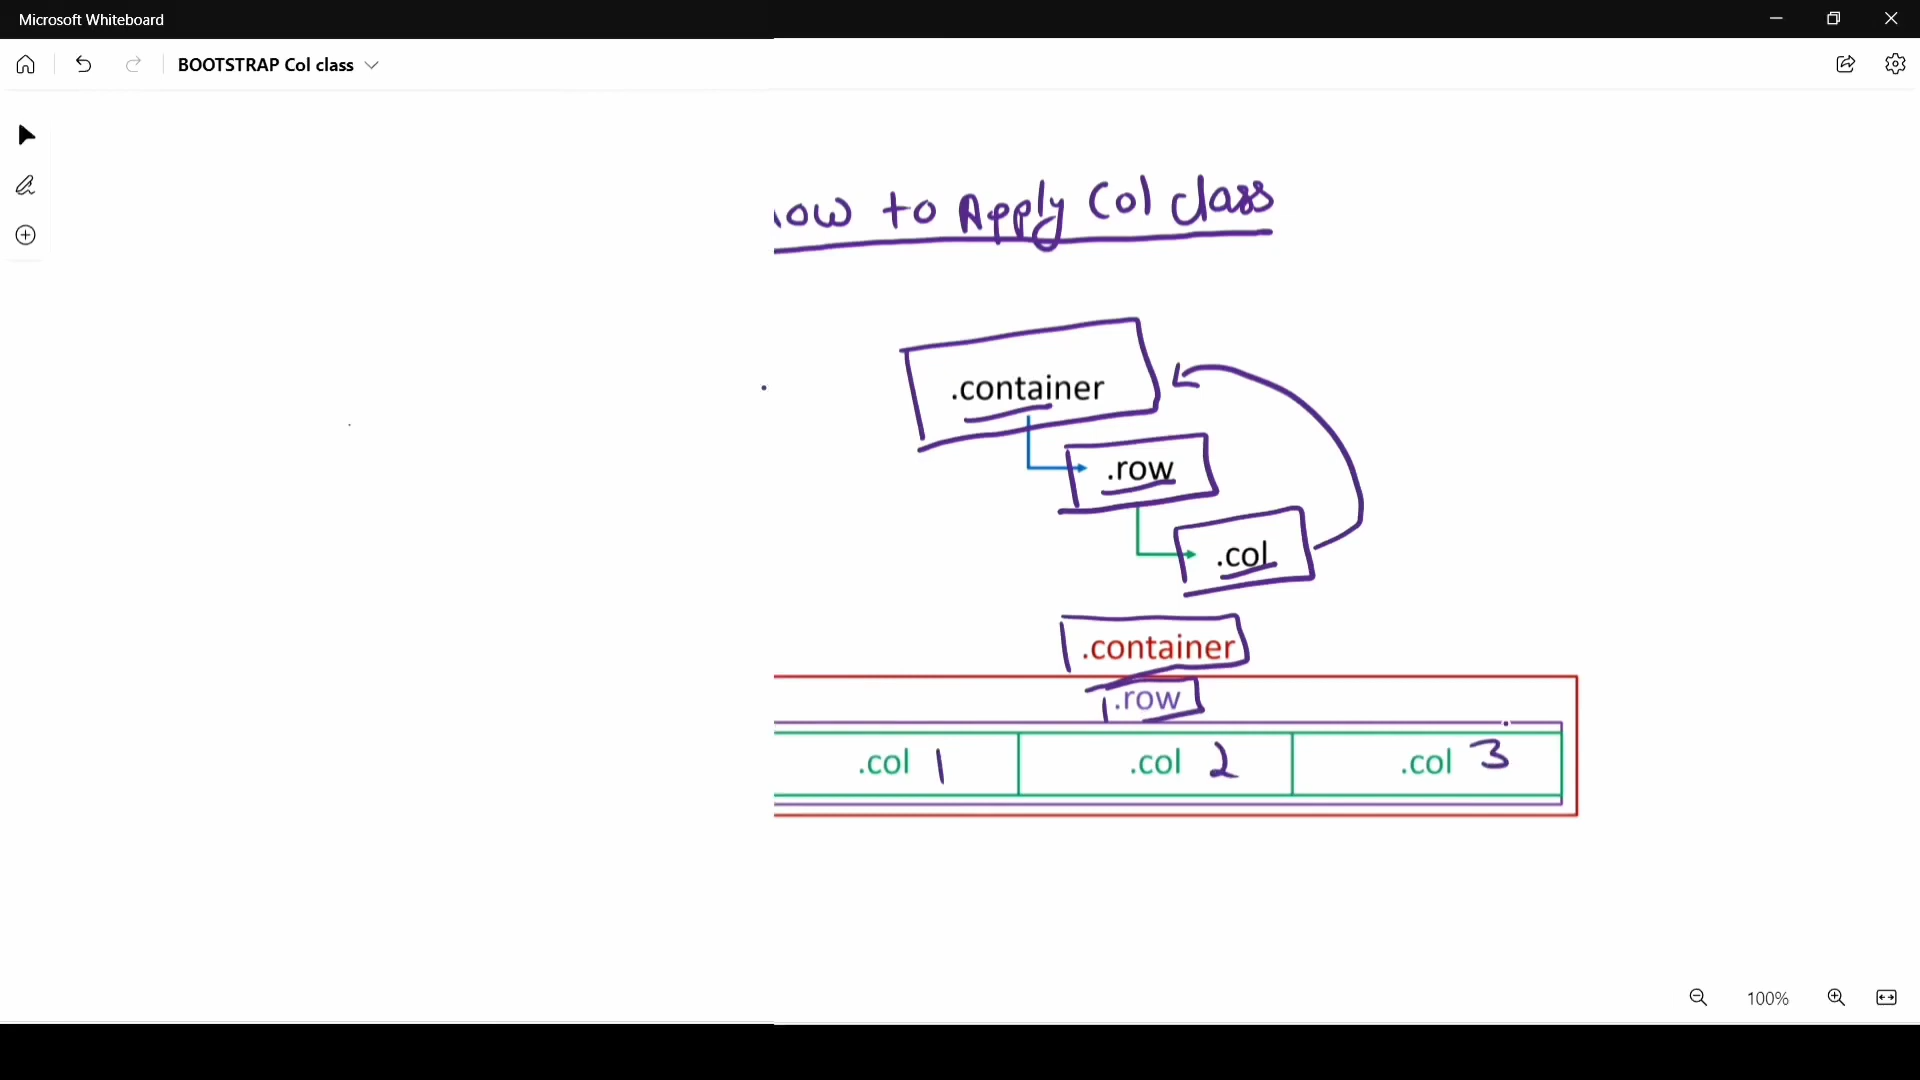 Microsoft Whiteboard
BOOTSTRAP Col class
to Apply Col class
.container
.row
.col
.container
.row
.col 1 .col 2 .col 3
100%